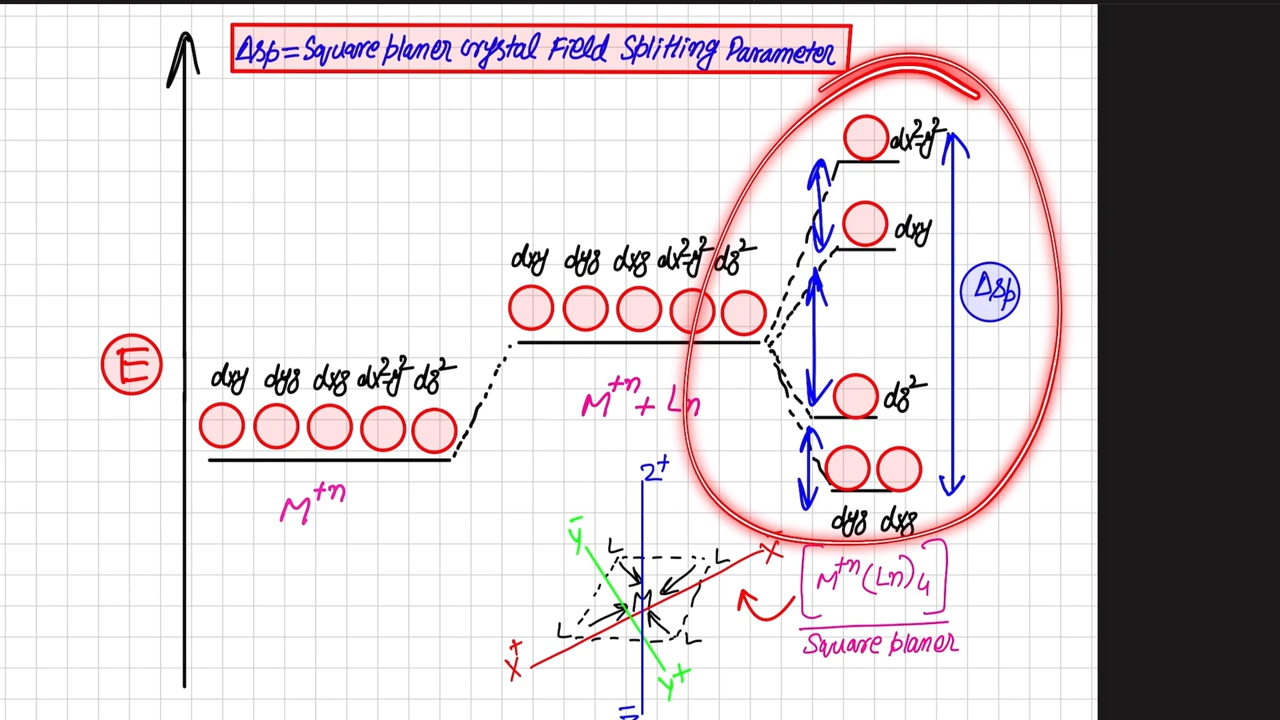 Δsp=Square planer crystal Field Splitting Parameter
dx²-y²
dxy
Δsp
dxy dyz dxz dx²-y² dz²
E
dxy dyz dxz dx²-y² dz²
M⁺ⁿ + Ln
dz²
M⁺ⁿ
dyz dxz
Z⁺
ȳ
L L
X̄
[M⁺ⁿ(Ln)₄]
M
L L
Square planer
X⁺
y⁺
Z̄